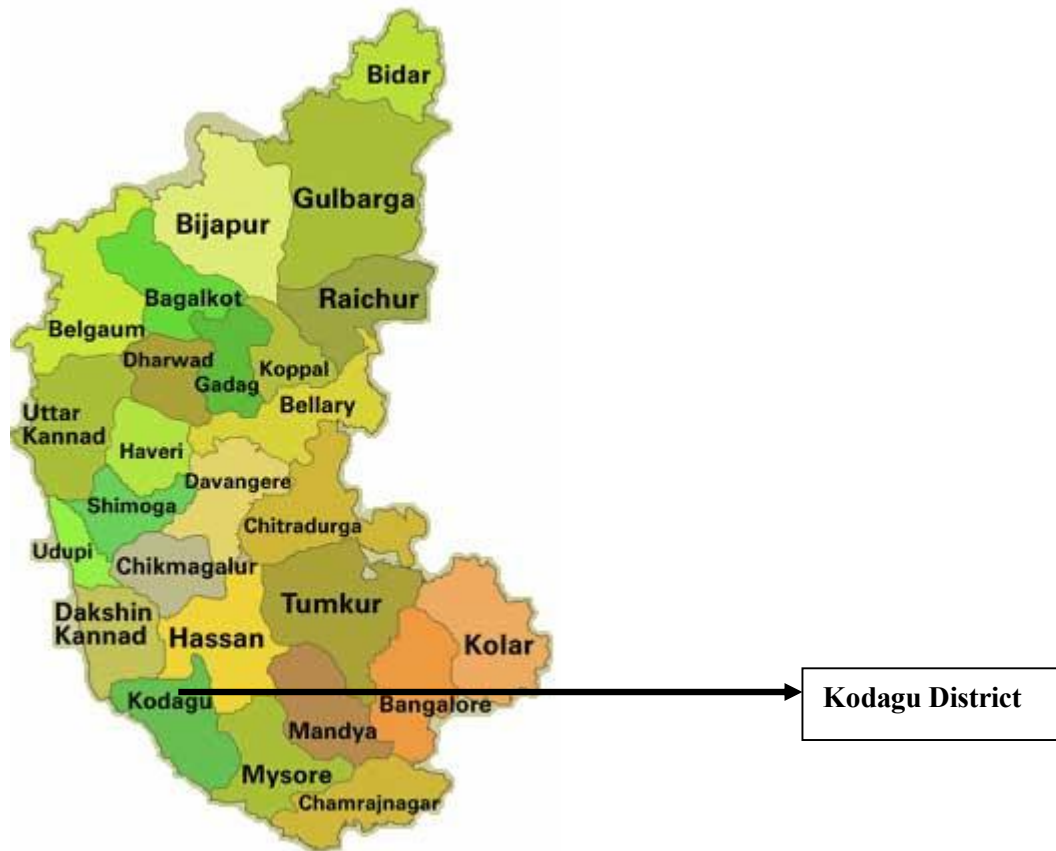 Bidar
Gulbarga
Bijapur
Raichur
Bagalkot
Belgaum
Dharwad
Koppal
Gadag
Bellary
Uttar
Kannad
Haveri
Davangere
Shimoga
Chitradurga
Udupi
Chikmagalur
Tumkur
Dakshin
Kannad
Hassan
Kolar
Kodagu
Bangalore
Kodagu District
Mandya
Mysore
Chamrajnagar